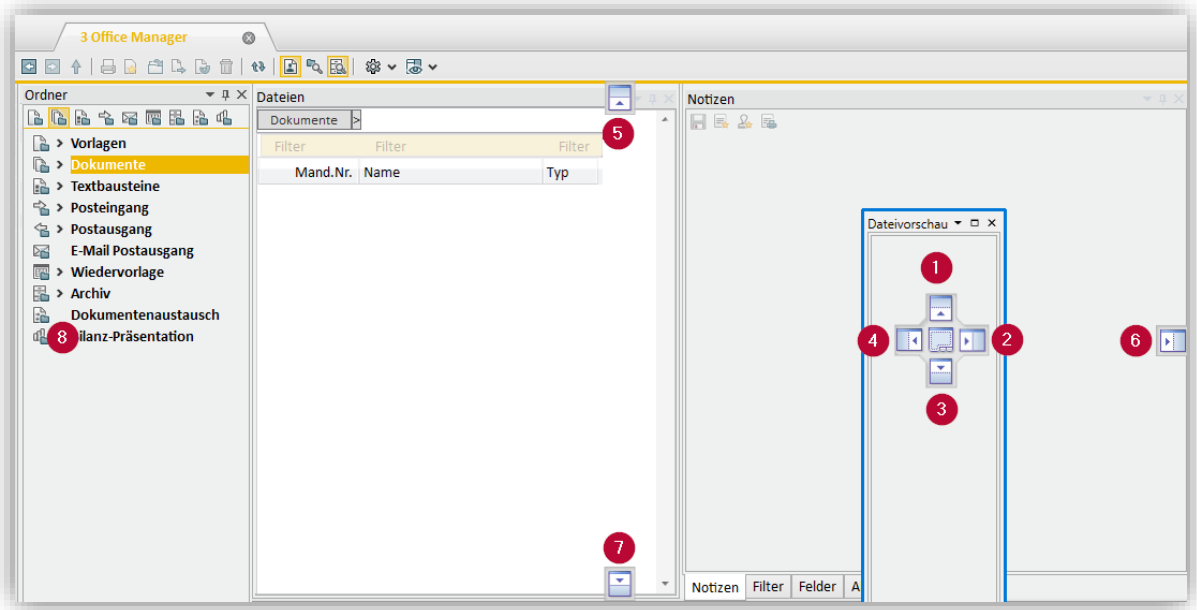 3 Office Manager
Ordner
Vorlagen
Dokumente
Textbausteine
Posteingang
Postausgang
E-Mail Postausgang
Wiedervorlage
Archiv
Dokumentenaustausch
8 ilanz-Präsentation
Dateien
Dokumente >
Filter Filter Filter
Mand.Nr. Name Typ
5
7
Notizen
Dateivorschau
1
4 2
3
6
Notizen Filter Felder A